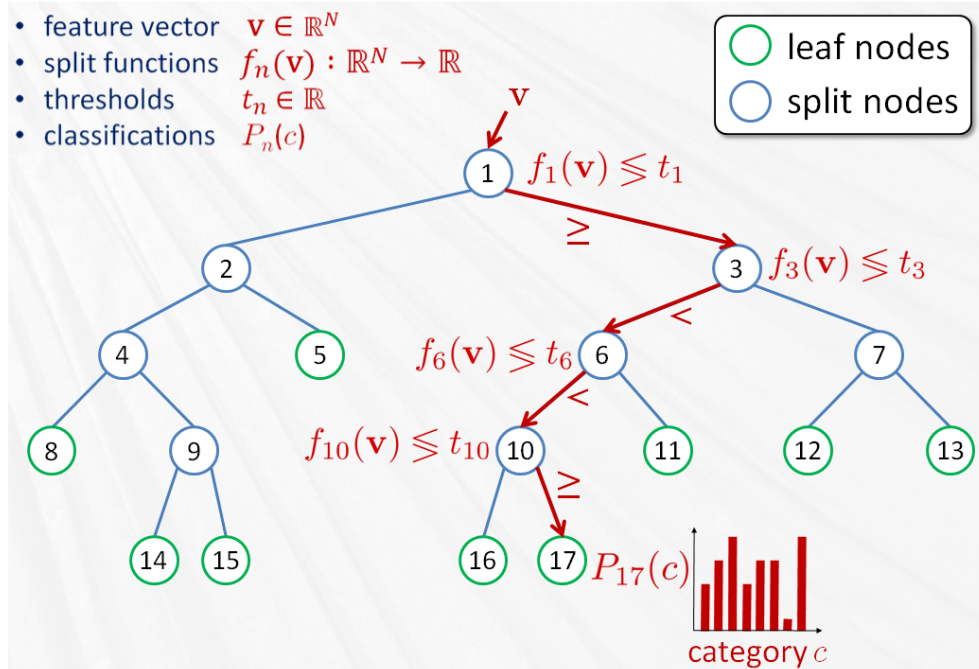 • feature vector v ∈ ℝ^N
• split functions f_n(v) : ℝ^N → ℝ
• thresholds t_n ∈ ℝ
• classifications P_n(c)
leaf nodes
split nodes
v
1 f_1(v) ≶ t_1
≥
2
3 f_3(v) ≶ t_3
<
4
5
f_6(v) ≶ t_6 6
7
<
8
9
f_10(v) ≶ t_10 10
11
12
13
≥
14
15
16
17 P_17(c)
category c